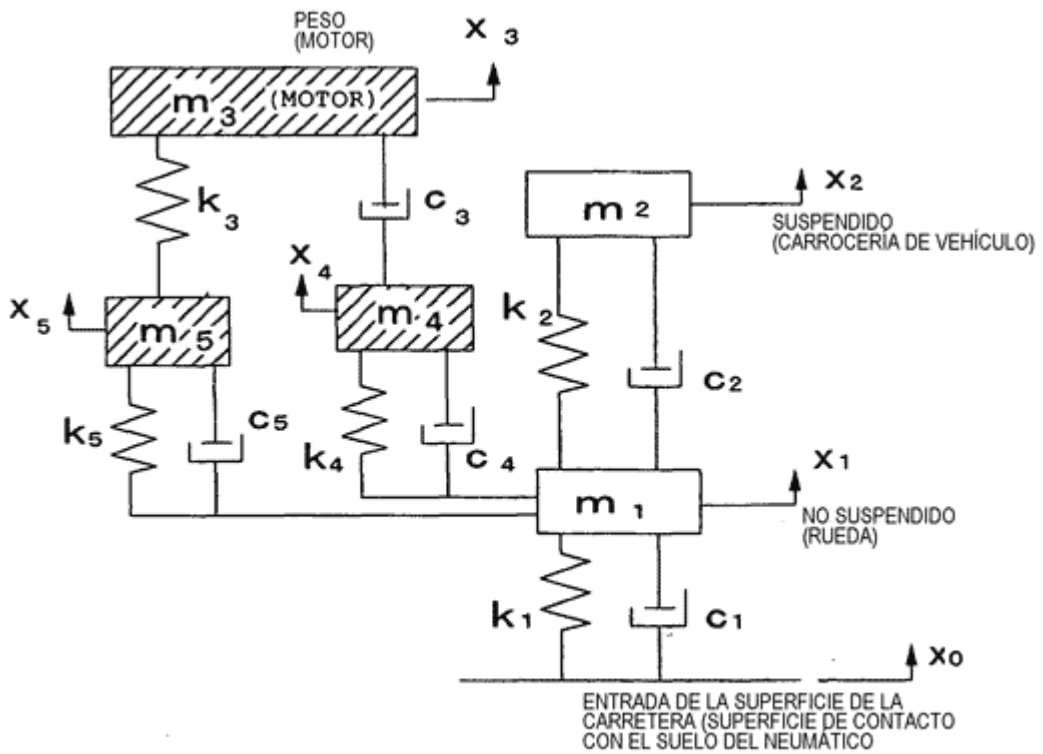 PESO
(MOTOR)
x 3
m 3 (MOTOR)
k 3
c 3
x 2
m 2
SUSPENDIDO
(CARROCERÍA DE VEHÍCULO)
x 4
x 5
m 5
m 4
k 2
c 2
k 5
c 5
k 4
c 4
x 1
m 1
NO SUSPENDIDO
(RUEDA)
k 1
c 1
x 0
ENTRADA DE LA SUPERFICIE DE LA
CARRETERA (SUPERFICIE DE CONTACTO
CON EL SUELO DEL NEUMÁTICO